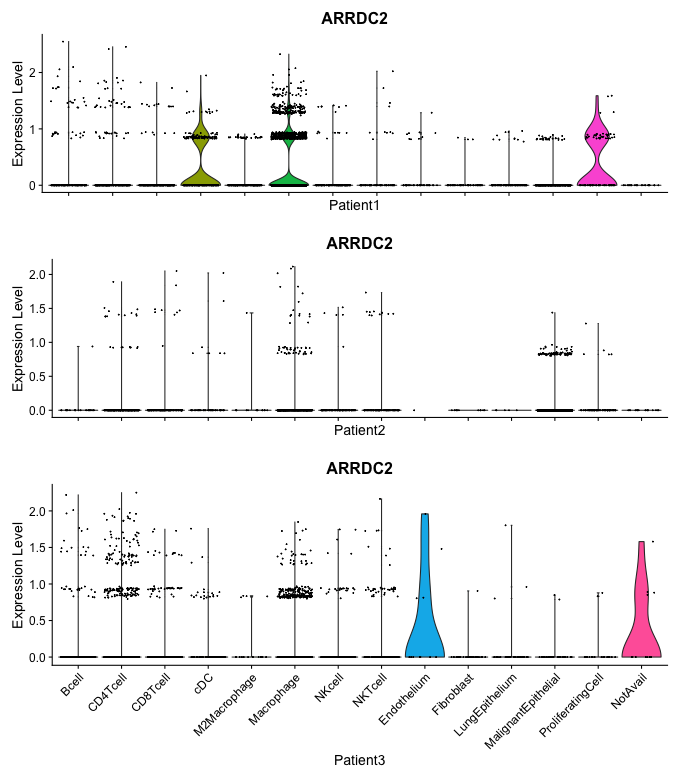 ARRDC2
Expression Level
2
1
0
Patient1
ARRDC2
Expression Level
2.0
1.5
1.0
0.5
0.0
Patient2
ARRDC2
Expression Level
2.0
1.5
1.0
0.5
0.0
Bcell
CD4Tcell
CD8Tcell
cDC
M2Macrophage
Macrophage
NKcell
NKTcell
Endothelium
Fibroblast
LungEpithelium
MalignantEpithelial
ProliferatingCell
NotAvail
Patient3